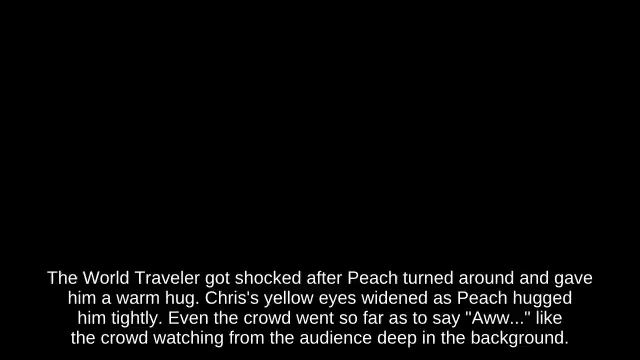 The World Traveler got shocked after Peach turned around and gave
him a warm hug. Chris's yellow eyes widened as Peach hugged
him tightly. Even the crowd went so far as to say "Aww..." like
the crowd watching from the audience deep in the background.